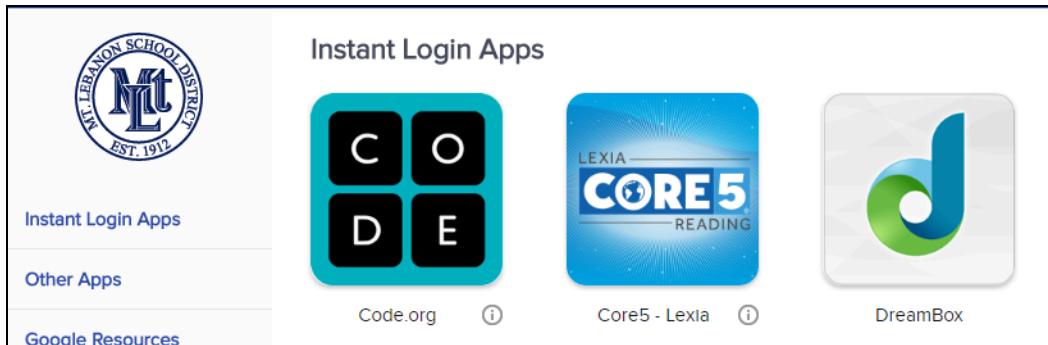 MT. LEBANON SCHOOL DISTRICT
MtL
EST. 1912
Instant Login Apps
Other Apps
Google Resources
Instant Login Apps
C O
D E
LEXIA
CORE5
READING
d
Code.org
Core5 - Lexia
DreamBox